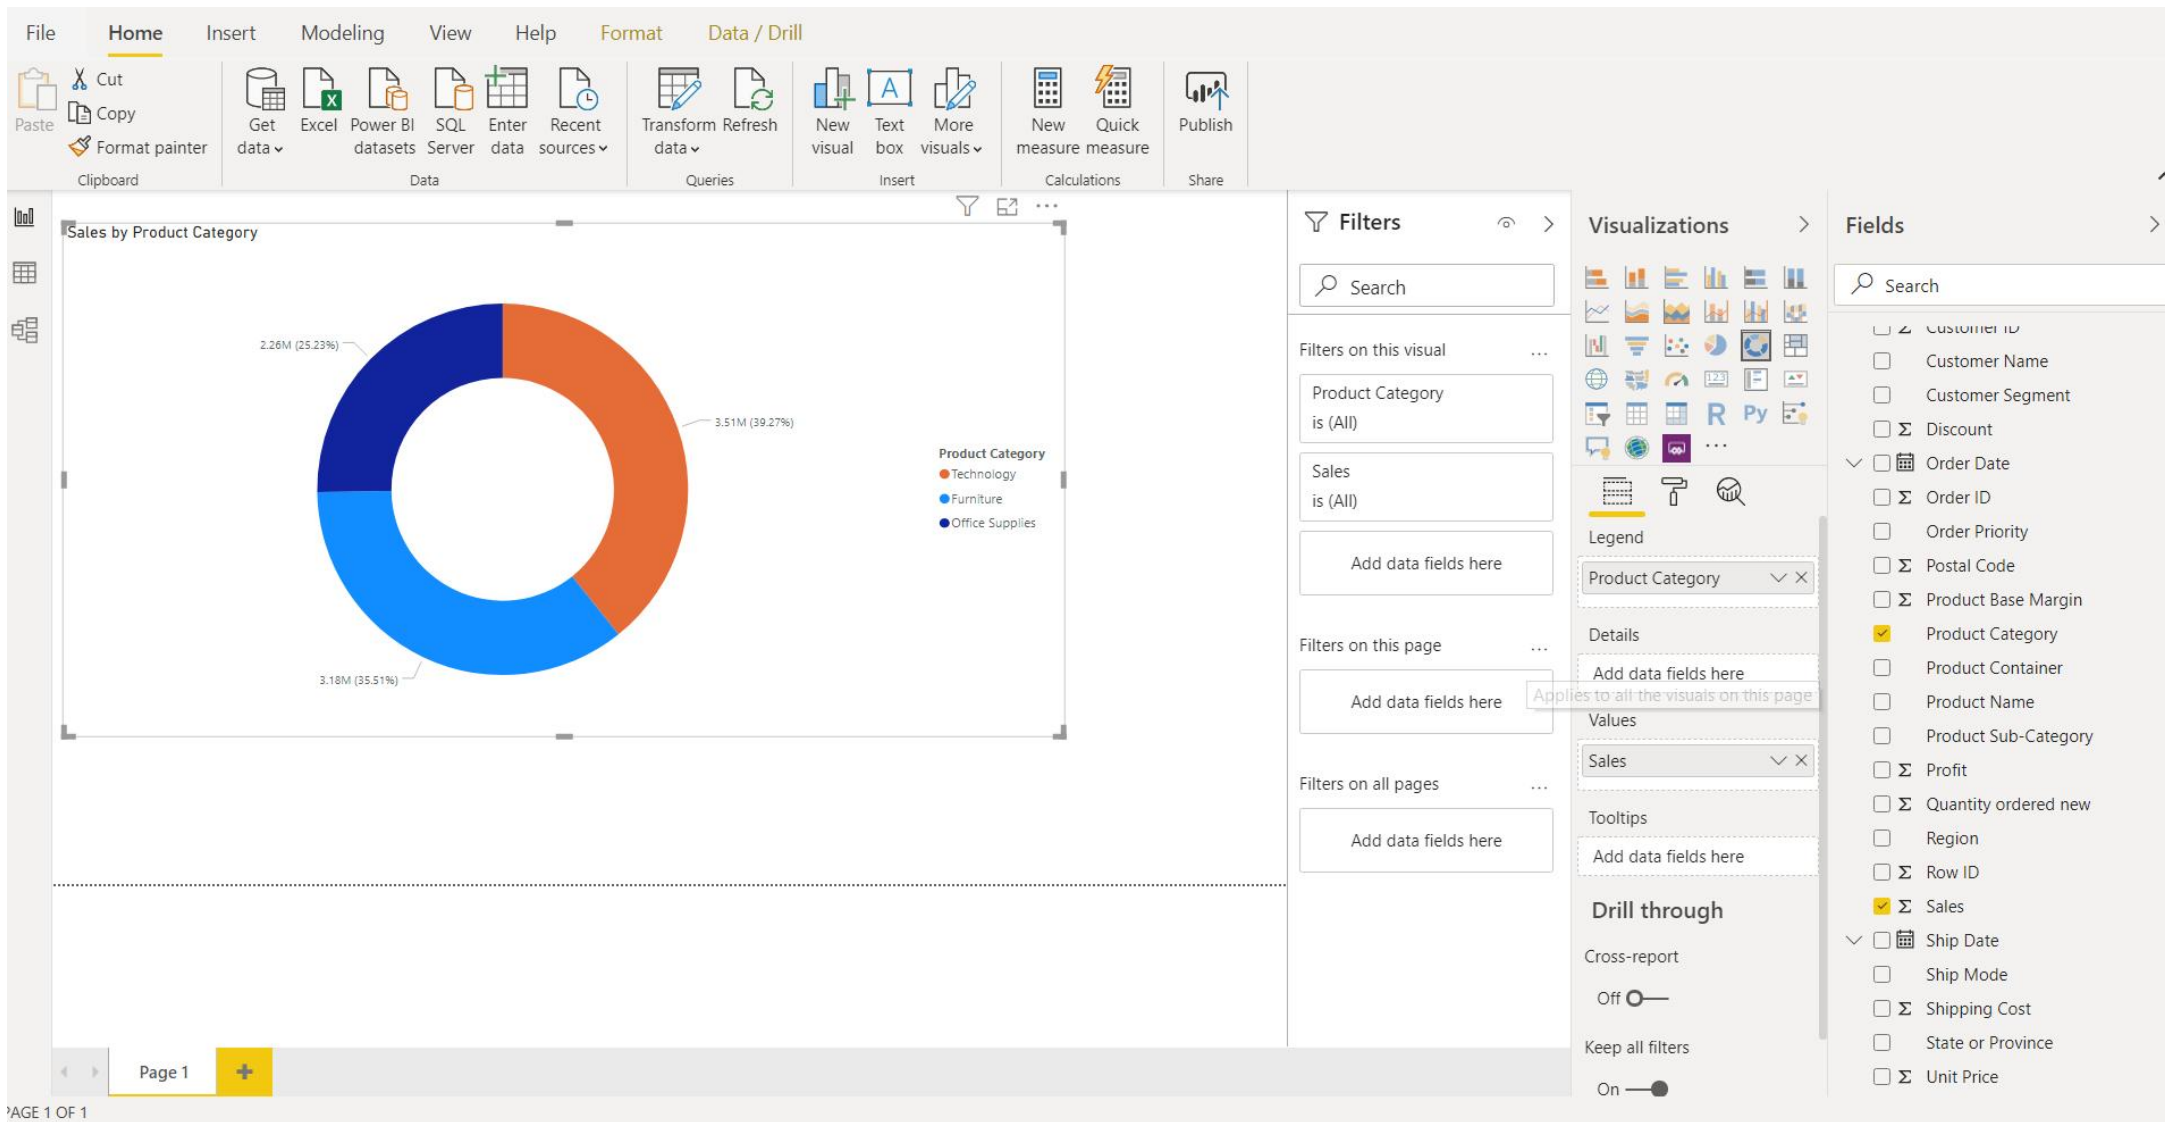 File Home Insert Modeling View Help Format Data / Drill
Paste
Cut
Copy
Format painter
Clipboard
Get data
Excel
Power BI datasets
SQL Server
Enter data
Recent sources
Data
Transform data
Refresh
Queries
New visual
Text box
More visuals
Insert
New measure
Quick measure
Calculations
Publish
Share
Sales by Product Category
2.26M (25.23%)
3.51M (39.27%)
3.18M (35.51%)
Product Category
Technology
Furniture
Office Supplies
Filters
Search
Filters on this visual
...
Product Category
is (All)
Sales
is (All)
Add data fields here
Filters on this page
...
Add data fields here
Applies to all the visuals on this page
Filters on all pages
...
Add data fields here
Visualizations
123
R Py
...
Legend
Product Category
Details
Add data fields here
Values
Sales
Tooltips
Add data fields here
Drill through
Cross-report
Off
Keep all filters
On
Fields
Search
Σ Customer ID
Customer Name
Customer Segment
Σ Discount
Order Date
Σ Order ID
Order Priority
Σ Postal Code
Σ Product Base Margin
Product Category
Product Container
Product Name
Product Sub-Category
Σ Profit
Σ Quantity ordered new
Region
Σ Row ID
Σ Sales
Ship Date
Ship Mode
Σ Shipping Cost
State or Province
Σ Unit Price
Page 1
+
PAGE 1 OF 1